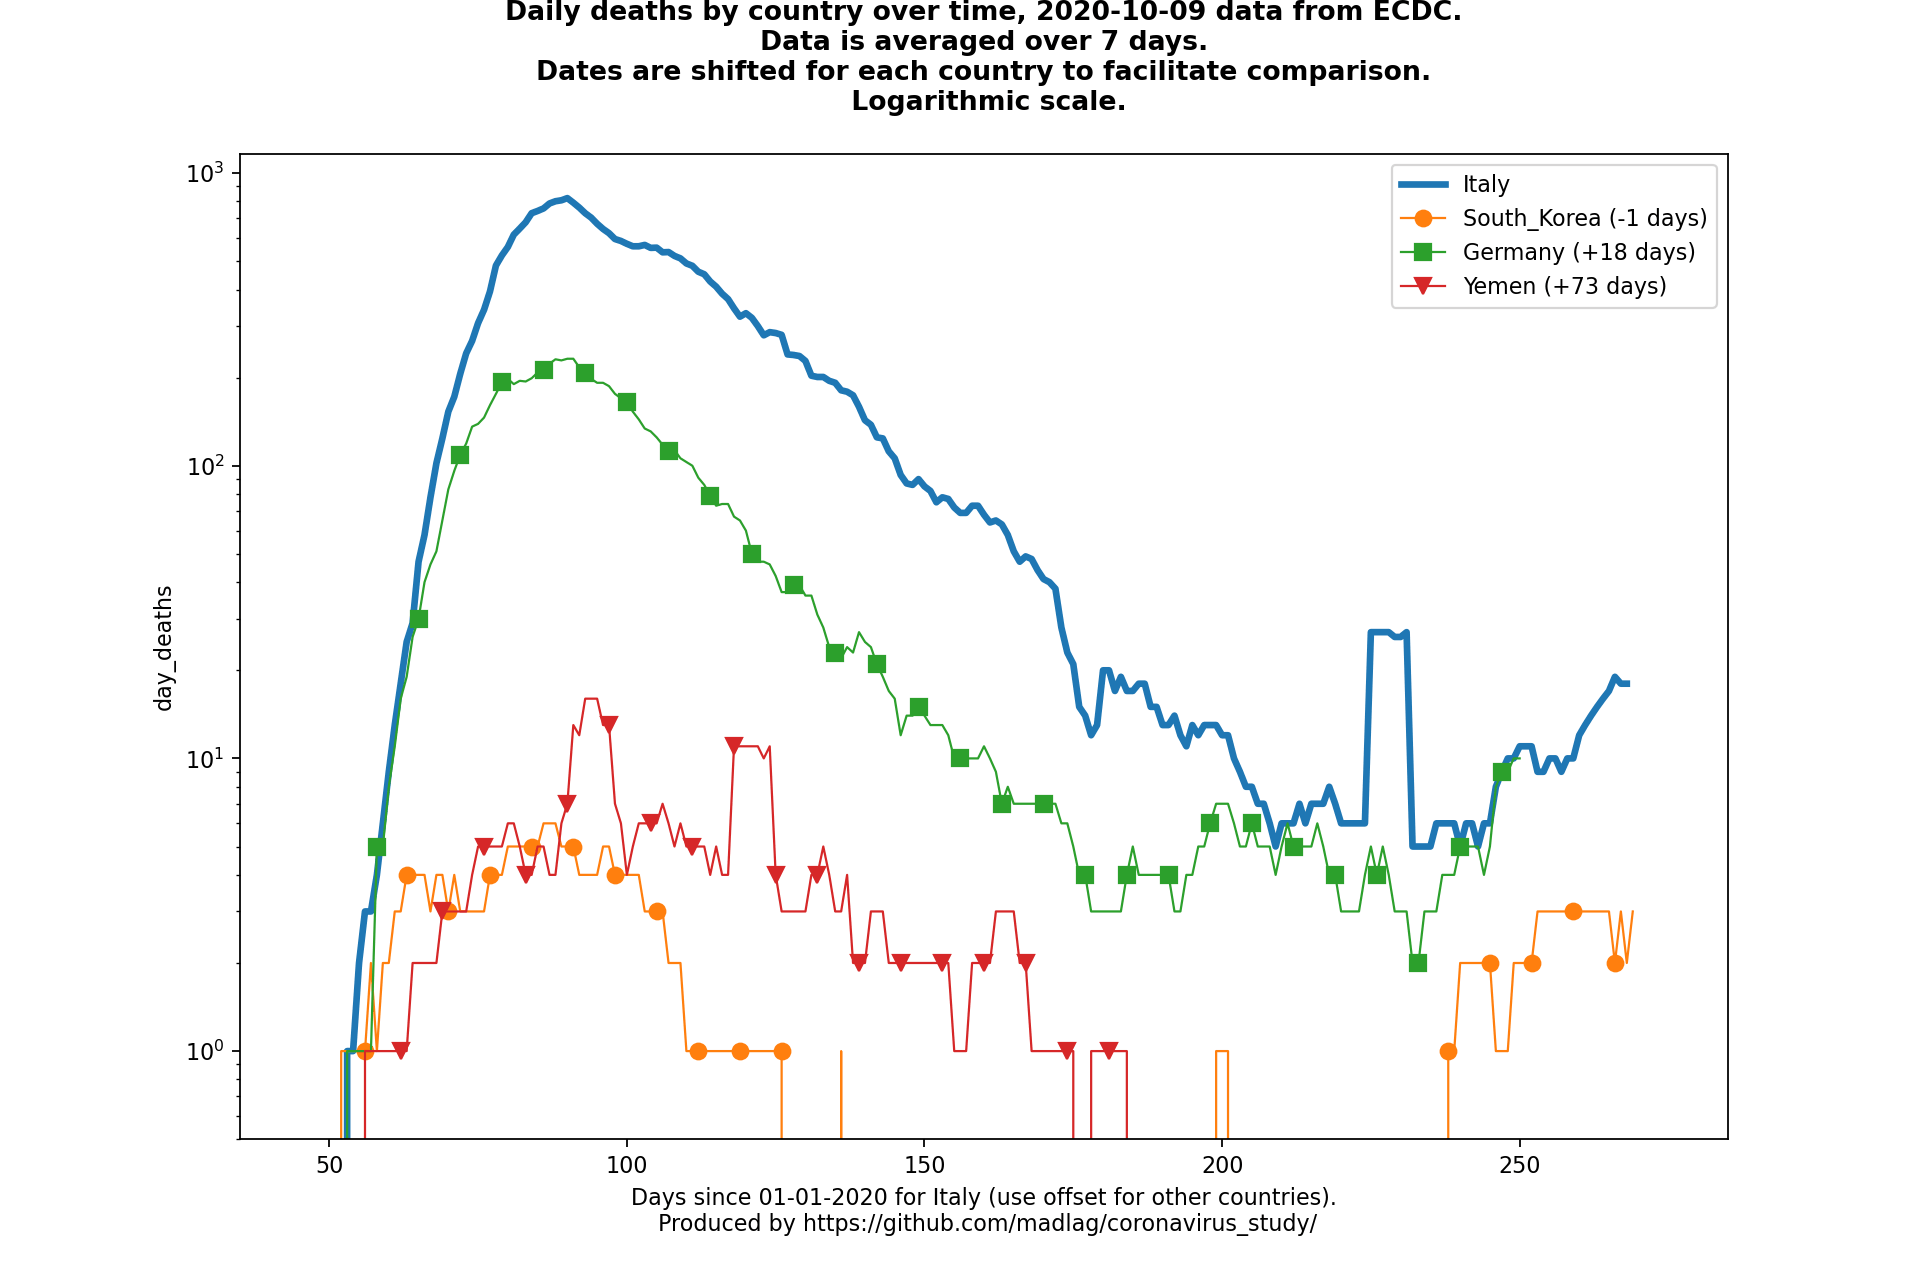 Daily deaths by country over time, 2020-10-09 data from ECDC.
Data is averaged over 7 days.
Dates are shifted for each country to facilitate comparison.
Logarithmic scale.
10³
Italy
South_Korea (-1 days)
Germany (+18 days)
Yemen (+73 days)
10²
day_deaths
10¹
10⁰
50 100 150 200 250
Days since 01-01-2020 for Italy (use offset for other countries).
Produced by https://github.com/madlag/coronavirus_study/